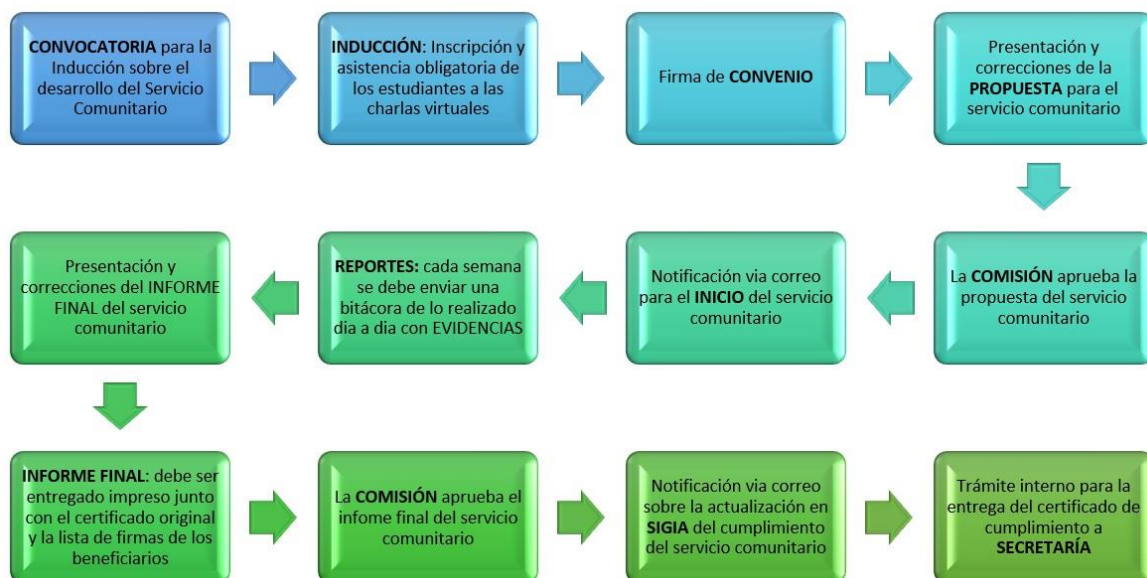 CONVOCATORIA para la
Inducción sobre el
desarrollo del Servicio
Comunitario
INDUCCIÓN: Inscripción y
asistencia obligatoria de
los estudiantes a las
charlas virtuales
Firma de CONVENIO
Presentación y
correcciones de la
PROPUESTA para el
servicio comunitario
La COMISIÓN aprueba la
propuesta del servicio
comunitario
Notificación via correo
para el INICIO del servicio
comunitario
REPORTES: cada semana
se debe enviar una
bitácora de lo realizado
dia a dia con EVIDENCIAS
Presentación y
correcciones del INFORME
FINAL del servicio
comunitario
INFORME FINAL: debe ser
entregado impreso junto
con el certificado original
y la lista de firmas de los
beneficiarios
La COMISIÓN aprueba el
infome final del servicio
comunitario
Notificación via correo
sobre la actualización en
SIGIA del cumplimiento
del servicio comunitario
Trámite interno para la
entrega del certificado de
cumplimiento a
SECRETARÍA